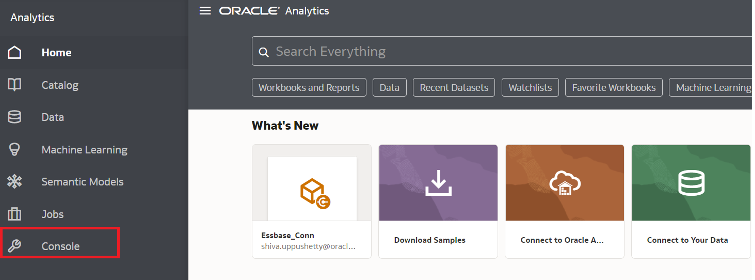 Analytics
Home
Catalog
Data
Machine Learning
Semantic Models
Jobs
Console
ORACLE Analytics
Search Everything
Workbooks and Reports
Data
Recent Datasets
Watchlists
Favorite Workbooks
Machine Learning
What's New
Essbase_Conn
shiva.uppushetty@oracl...
Download Samples
Connect to Oracle A...
Connect to Your Data